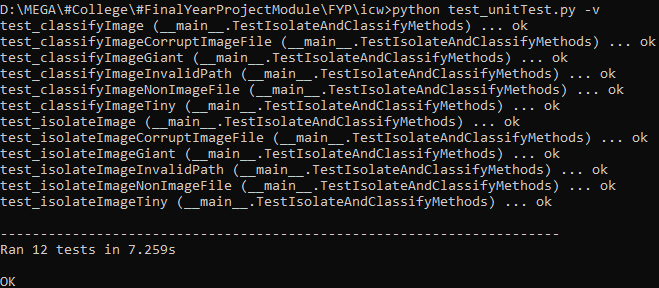 D:\MEGA\#College\#FinalYearProjectModule\FYP\icw>python test_unitTest.py -v
test_classifyImage (__main__.TestIsolateAndClassifyMethods) ... ok
test_classifyImageCorruptImageFile (__main__.TestIsolateAndClassifyMethods) ... ok
test_classifyImageGiant (__main__.TestIsolateAndClassifyMethods) ... ok
test_classifyImageInvalidPath (__main__.TestIsolateAndClassifyMethods) ... ok
test_classifyImageNonImageFile (__main__.TestIsolateAndClassifyMethods) ... ok
test_classifyImageTiny (__main__.TestIsolateAndClassifyMethods) ... ok
test_isolateImage (__main__.TestIsolateAndClassifyMethods) ... ok
test_isolateImageCorruptImageFile (__main__.TestIsolateAndClassifyMethods) ... ok
test_isolateImageGiant (__main__.TestIsolateAndClassifyMethods) ... ok
test_isolateImageInvalidPath (__main__.TestIsolateAndClassifyMethods) ... ok
test_isolateImageNonImageFile (__main__.TestIsolateAndClassifyMethods) ... ok
test_isolateImageTiny (__main__.TestIsolateAndClassifyMethods) ... ok
----------------------------------------------------------------------
Ran 12 tests in 7.259s
OK